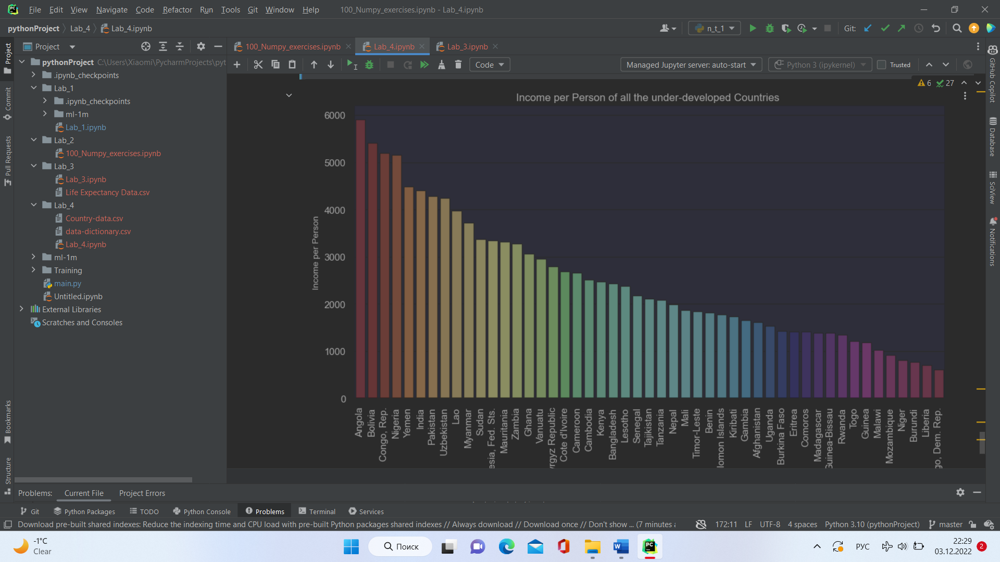 File Edit View Navigate Code Refactor Run Tools Git Window Help 100_Numpy_exercises.ipynb - Lab_4.ipynb
pythonProject Lab_4 Lab_4.ipynb n_t_1 Git:
Project 100_Numpy_exercises.ipynb Lab_4.ipynb Lab_3.ipynb
Code Managed Jupyter server: auto-start Python 3 (ipykernel) Trusted
6 27
Project
Commit
Pull Requests
Bookmarks
Structure
pythonProject C:\Users\Xiaomi\PycharmProjects\pyt
.ipynb_checkpoints
Lab_1
.ipynb_checkpoints
ml-1m
Lab_1.ipynb
Lab_2
100_Numpy_exercises.ipynb
Lab_3
Lab_3.ipynb
Life Expectancy Data.csv
Lab_4
Country-data.csv
data-dictionary.csv
Lab_4.ipynb
ml-1m
Training
main.py
Untitled.ipynb
External Libraries
Scratches and Consoles
Income per Person of all the under-developed Countries
Income per Person
6000
5000
4000
3000
2000
1000
0
Angola
Bolivia
Congo, Rep.
Nigeria
Yemen
India
Pakistan
Uzbekistan
Lao
Myanmar
Sudan
esia, Fed. Sts.
Mauritania
Zambia
Ghana
Vanuatu
yrgyz Republic
Cote d'Ivoire
Cameroon
Cambodia
Kenya
Bangladesh
Lesotho
Senegal
Tajikistan
Tanzania
Nepal
Mali
Timor-Leste
Benin
lomon Islands
Kiribati
Gambia
Afghanistan
Uganda
Burkina Faso
Eritrea
Comoros
Madagascar
Guinea-Bissau
Rwanda
Togo
Guinea
Malawi
Mozambique
Niger
Burundi
Liberia
go, Dem. Rep.
GitHub Copilot
Database
SciView
Notifications
Problems: Current File Project Errors
Git Python Packages TODO Python Console Problems Terminal Services
Download pre-built shared indexes: Reduce the indexing time and CPU load with pre-built Python packages shared indexes // Always download // Download once // Don't show ... (7 minutes a 172:11 LF UTF-8 4 spaces Python 3.10 (pythonProject) master
-1°C
Clear
Поиск
РУС
22:29
03.12.2022
2